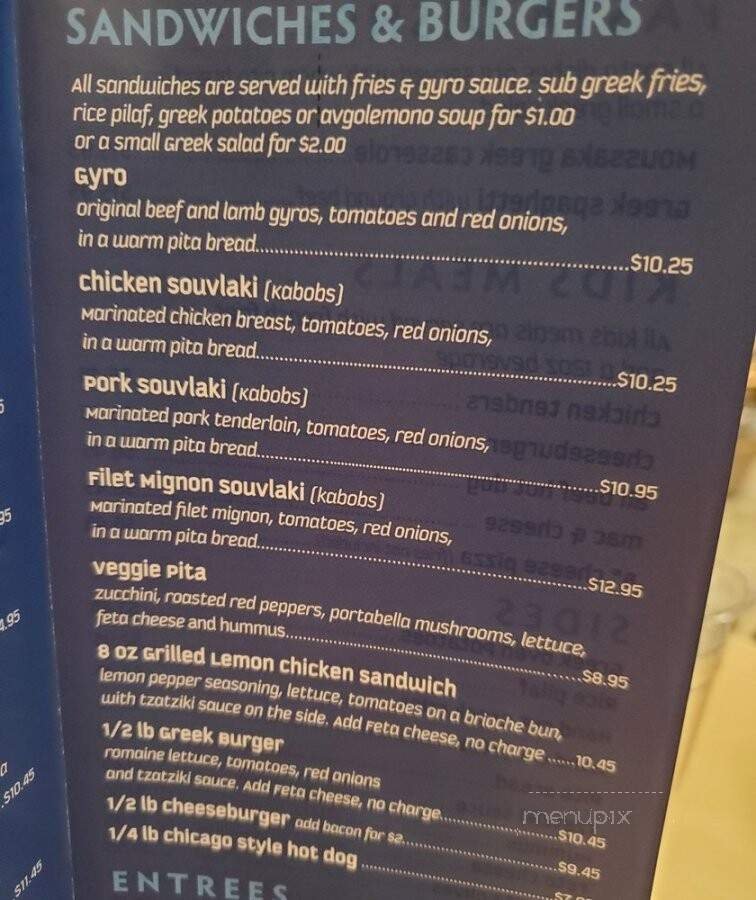 SANDWICHES & BURGERS
All sandwiches are served with fries & gyro sauce. sub greek fries,
rice pilaf, greek potatoes or avgolemono soup for $1.00
or a small Greek salad for $2.00
Gyro
original beef and lamb gyros, tomatoes and red onions,
in a warm pita bread...$10.25
chicken souvlaki (kabobs)
Marinated chicken breast, tomatoes, red onions,
in a warm pita bread...$10.25
Pork souvlaki (kabobs)
Marinated pork tenderloin, tomatoes, red onions,
in a warm pita bread...$10.95
Filet Mignon souvlaki (kabobs)
Marinated filet mignon, tomatoes, red onions,
in a warm pita bread...$12.95
veggie Pita
zucchini, roasted red peppers, portabella mushrooms, lettuce,
feta cheese and hummus...$8.95
8 oz Grilled Lemon chicken sandwich
lemon pepper seasoning, lettuce, tomatoes on a brioche bun,
with tzatziki sauce on the side. Add Feta cheese, no charge......10.45
1/2 lb Greek Burger
romaine lettuce, tomatoes, red onions
and tzatziki sauce. Add Feta cheese, no charge...$10.45
1/2 lb cheeseburger add bacon for $2...$9.45
1/4 lb chicago style hot dog
ENTREES
$10.45
$11.45
menupix